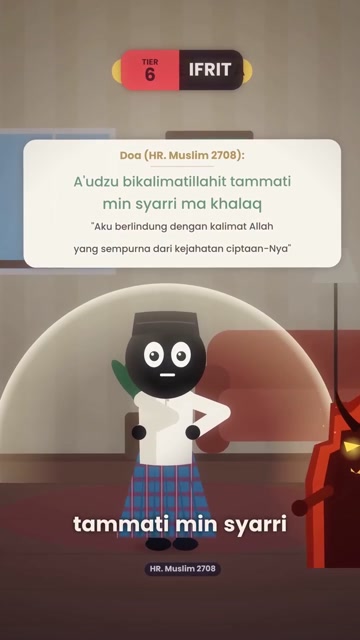 TIER
6
IFRIT
Doa (HR. Muslim 2708):
A'udzu bikalimatillahit tammati
min syarri ma khalaq
"Aku berlindung dengan kalimat Allah
yang sempurna dari kejahatan ciptaan-Nya"
tammati min syarri
HR. Muslim 2708